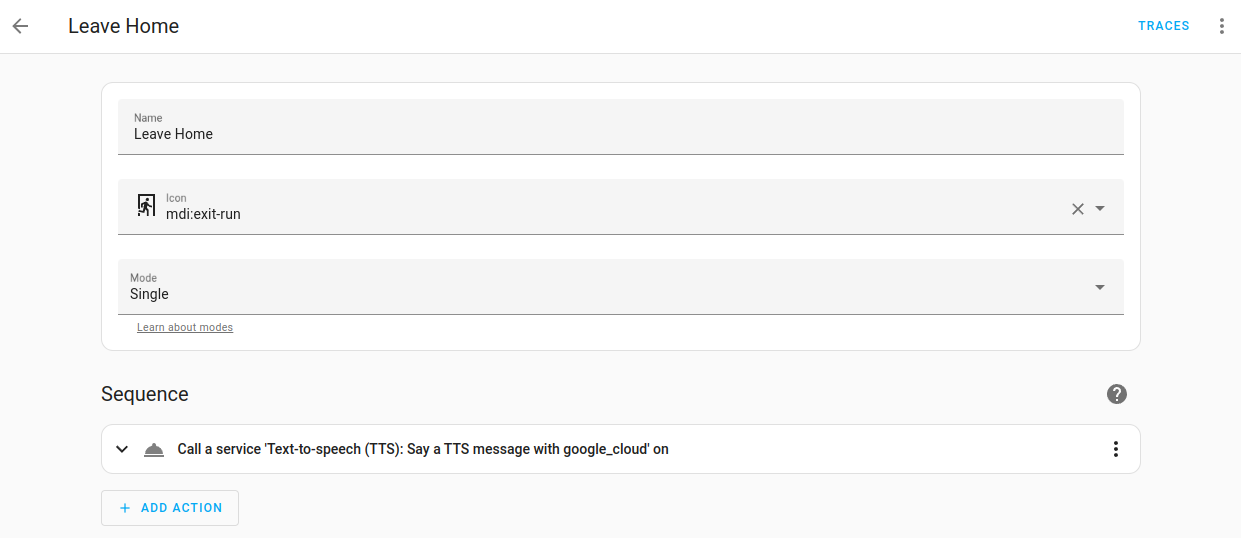 Leave Home
TRACES
Name
Leave Home
Icon
mdi:exit-run
Mode
Single
Learn about modes
Sequence
Call a service 'Text-to-speech (TTS): Say a TTS message with google_cloud' on
ADD ACTION